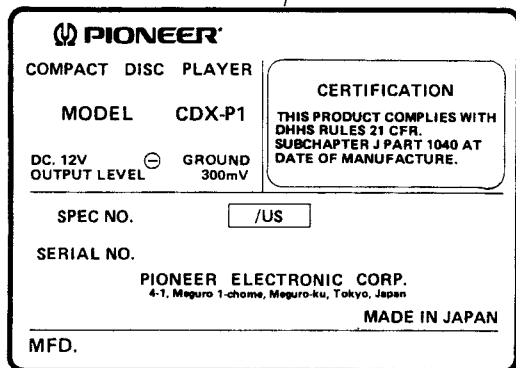 PIONEER
COMPACT DISC PLAYER
MODEL CDX-P1
DC. 12V ⊖ GROUND
OUTPUT LEVEL 300mV
CERTIFICATION
THIS PRODUCT COMPLIES WITH
DHHS RULES 21 CFR.
SUBCHAPTER J PART 1040 AT
DATE OF MANUFACTURE.
SPEC NO. /US
SERIAL NO.
PIONEER ELECTRONIC CORP.
4-1, Meguro 1-chome, Meguro-ku, Tokyo, Japan
MADE IN JAPAN
MFD.